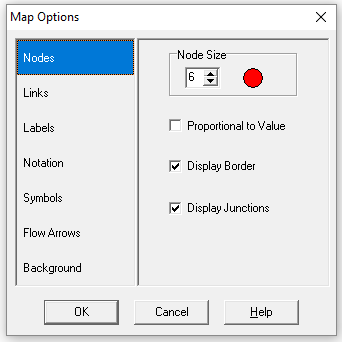 Map Options
Nodes
Links
Labels
Notation
Symbols
Flow Arrows
Background
Node Size
6
Proportional to Value
Display Border
Display Junctions
OK
Cancel
Help